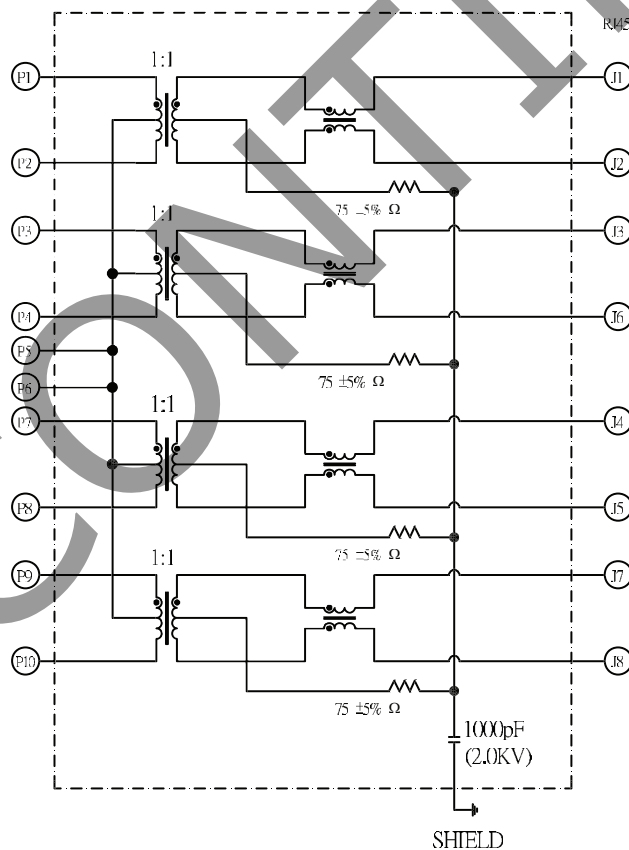 RJ45
1:1
P1
J1
P2
J2
75 ±5% Ω
1:1
P3
J3
P4
J6
P5
75 ±5% Ω
P6
1:1
P7
J4
P8
J5
75 ±5% Ω
1:1
P9
J7
P10
J8
75 ±5% Ω
1000pF
(2.0KV)
SHIELD